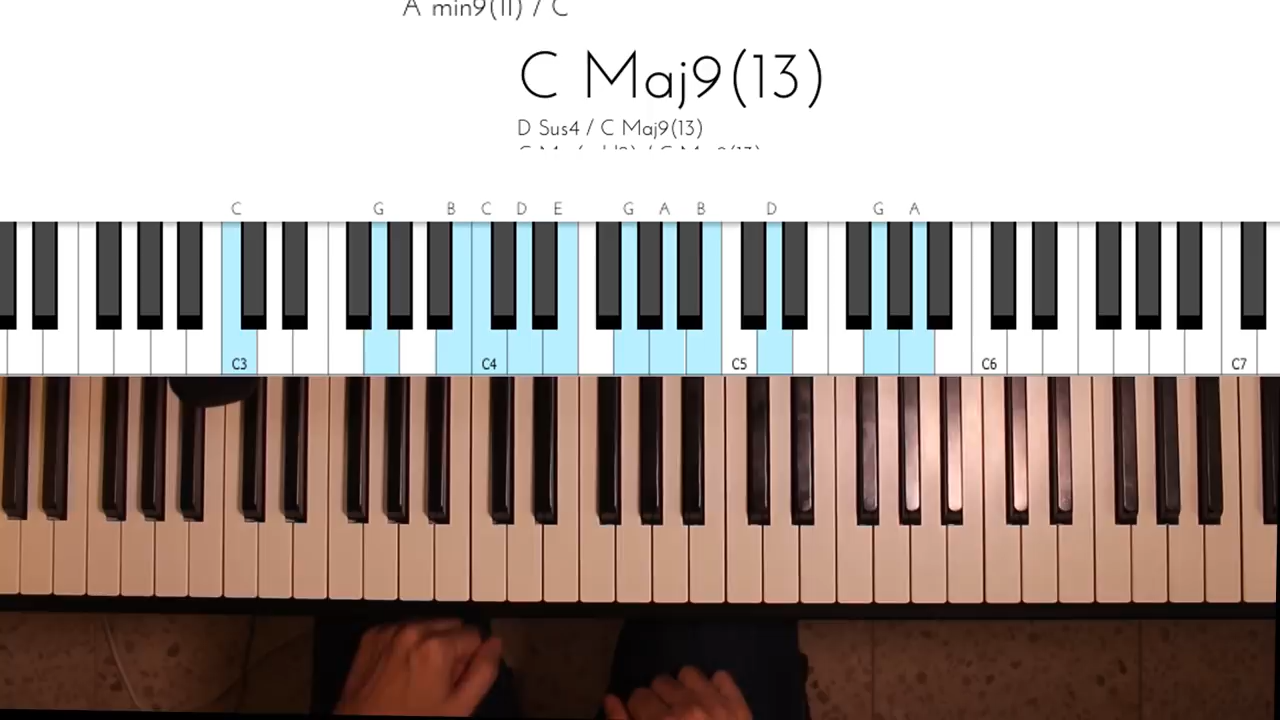 A min9(11) / C
C Maj9(13)
D Sus4 / C Maj9(13)
C G B C D E G A B D G A
C3 C4 C5 C6 C7